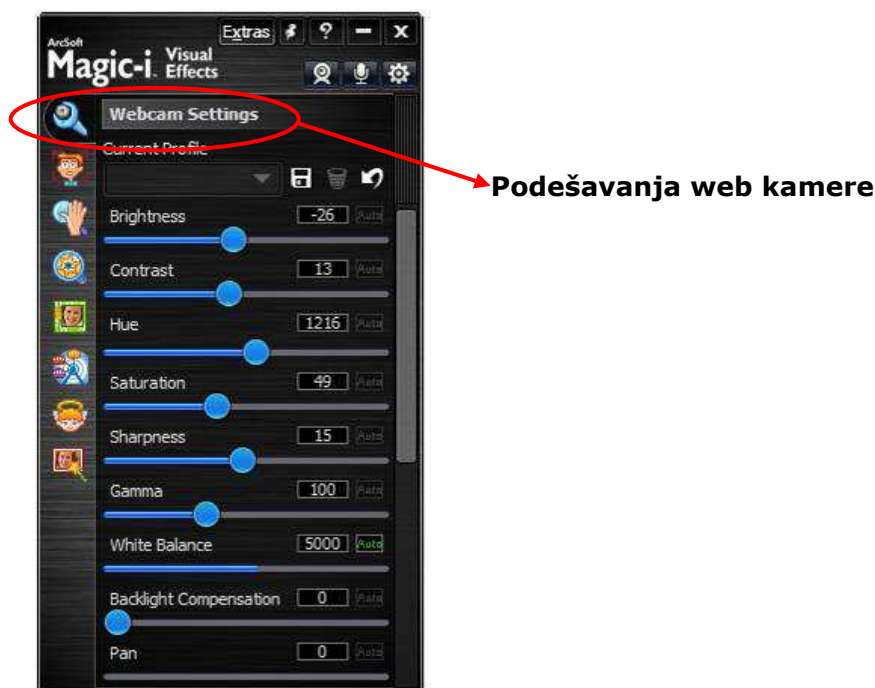 Extras ? – x
ArcSoft
Magic-i. Visual Effects
Webcam Settings
Current Profile
Podešavanja web kamere
Brightness -26 Auto
Contrast 13 Auto
Hue 1216 Auto
Saturation 49 Auto
Sharpness 15 Auto
Gamma 100 Auto
White Balance 5000 Auto
Backlight Compensation 0 Auto
Pan 0 Auto